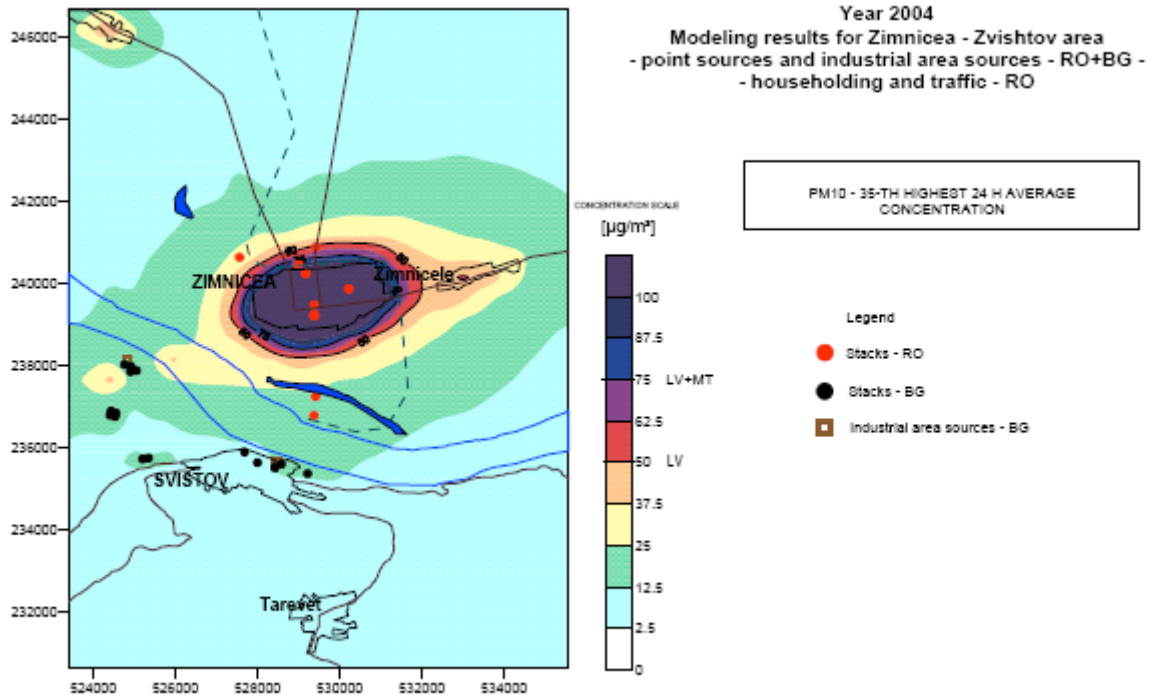 Year 2004
Modeling results for Zimnicea - Zvishtov area
- point sources and industrial area sources - RO+BG -
- householding and traffic - RO
PM10 - 35-TH HIGHEST 24 H AVERAGE
CONCENTRATION
CONCENTRATION SCALE
[µg/m³]
100
87.5
75 LV+MT
62.5
50 LV
37.5
25
12.5
2.5
0
Legend
Stacks - RO
Stacks - BG
Industrial area sources - BG
246000
244000
242000
240000
238000
236000
234000
232000
524000
526000
528000
530000
532000
534000
ZIMNICEA
Zimnicele
SVISTOV
Tarevet
50
75
50